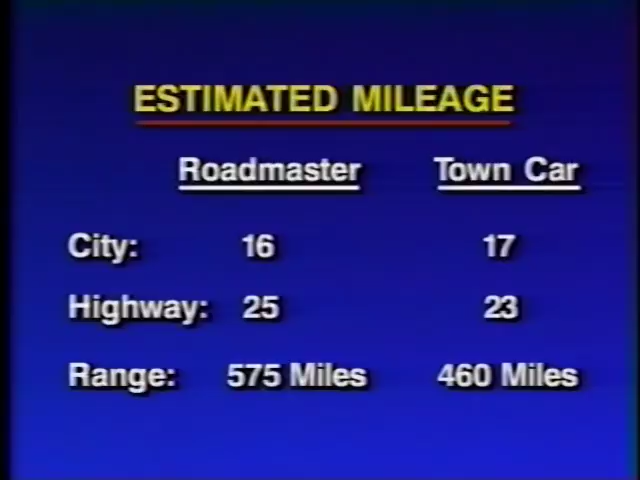 ESTIMATED MILEAGE
Roadmaster Town Car
City: 16 17
Highway: 25 23
Range: 575 Miles 460 Miles